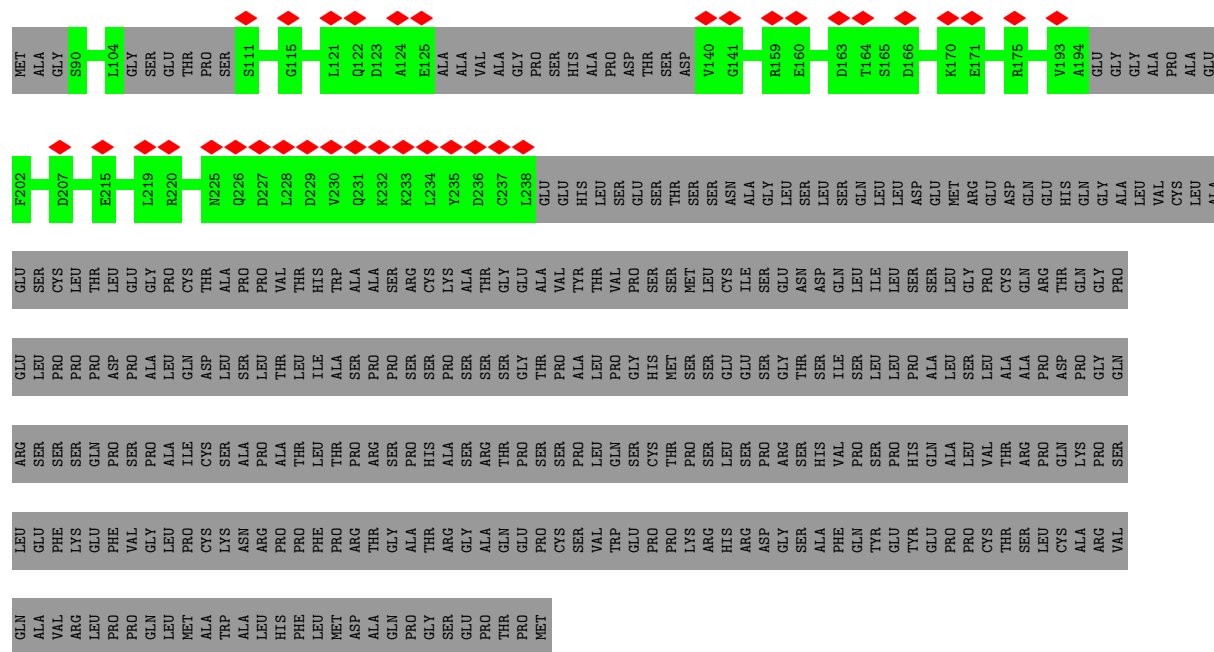 MET ALA GLY S90 L104 GLY SER GLU THR PRO SER S111 G115 L121 Q122 D123 A124 E125 ALA ALA VAL ALA GLY PRO SER HIS ALA PRO ASP THR SER ASP V140 G141 R159 E160 D163 T164 S165 D166 K170 E171 R175 V193 A194 GLU GLY GLY ALA PRO ALA GLU
F202 D207 E215 L219 R220 N225 Q226 D227 L228 D229 V230 Q231 K232 K233 L234 Y235 D236 C237 L238 GLU GLU HIS LEU SER GLU SER THR SER SER ASN ALA GLY LEU SER LEU SER GLN LEU LEU ASP GLU MET ARG GLU ASP GLN GLU HIS GLN GLY ALA LEU VAL CYS LEU ALA
GLU SER CYS LEU THR LEU GLU GLY PRO CYS THR ALA PRO PRO VAL THR HIS TRP ALA ALA SER ARG CYS LYS ALA THR GLY GLU ALA VAL TYR THR VAL PRO SER SER MET LEU CYS ILE SER GLU ASN ASP GLN LEU ILE LEU SER SER LEU GLY PRO CYS GLN ARG THR GLN GLY PRO
GLU LEU PRO PRO PRO ASP PRO ALA LEU GLN ASP LEU SER LEU THR LEU ILE ALA SER PRO PRO SER SER PRO SER SER SER GLY THR PRO ALA LEU PRO GLY HIS MET SER SER GLU GLU SER GLY THR SER ILE SER LEU LEU PRO ALA LEU SER LEU ALA ALA PRO ASP PRO GLY GLN
ARG SER SER SER GLN PRO SER PRO ALA ILE CYS SER ALA PRO ALA THR LEU THR PRO ARG SER PRO HIS ALA SER ARG THR PRO SER SER PRO LEU GLN SER CYS THR PRO SER LEU SER PRO ARG SER HIS VAL PRO SER PRO HIS GLN ALA LEU VAL THR ARG PRO GLN LYS PRO SER
LEU GLU PHE LYS GLU PHE VAL GLY LEU PRO CYS LYS ASN ARG PRO PRO PHE PRO ARG THR GLY ALA THR ARG GLY ALA GLN GLU PRO CYS SER VAL TRP GLU PRO PRO LYS ARG HIS ARG ASP GLY SER ALA PHE GLN TYR GLU TYR GLU PRO PRO CYS THR SER LEU CYS ALA ARG VAL
GLN ALA VAL ARG LEU PRO PRO GLN LEU MET ALA TRP ALA LEU HIS PHE LEU MET ASP ALA GLN PRO GLY SER GLU PRO THR PRO MET